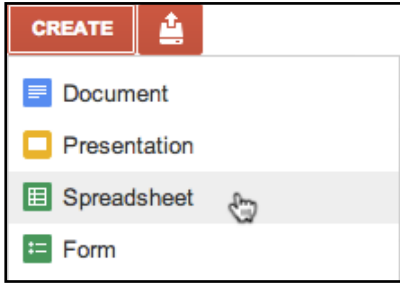 CREATE
Document
Presentation
Spreadsheet
Form